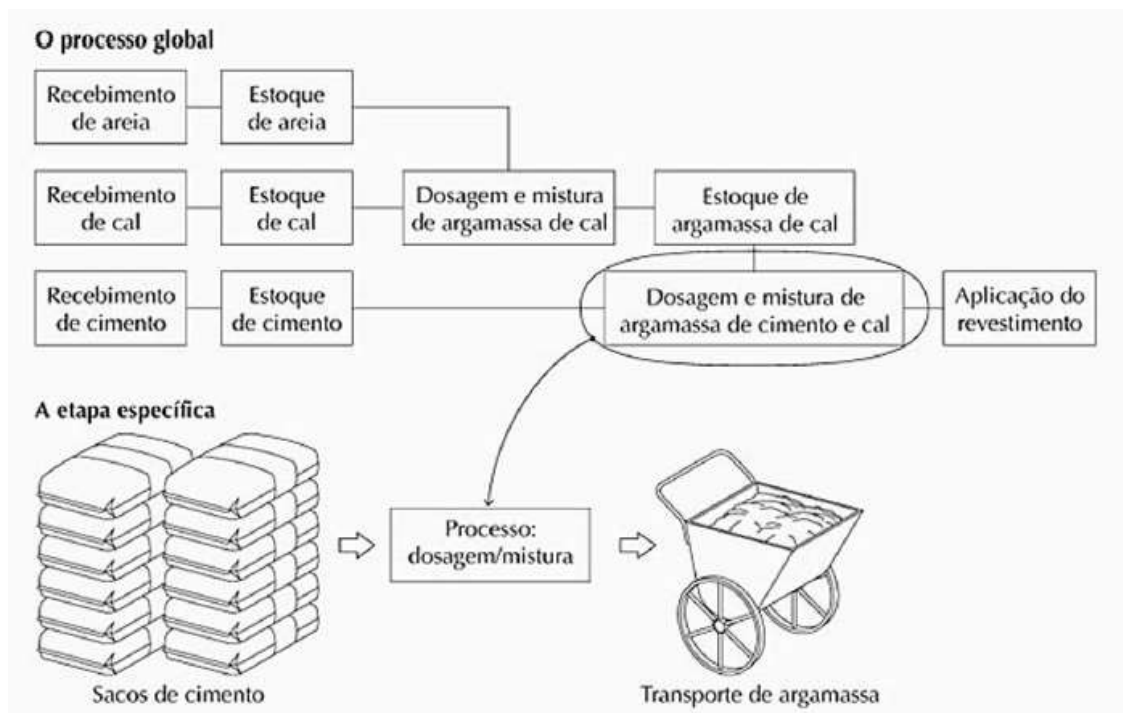 O processo global
Recebimento
de areia
Estoque
de areia
Recebimento
de cal
Estoque
de cal
Dosagem e mistura
de argamassa de cal
Estoque de
argamassa de cal
Recebimento
de cimento
Estoque
de cimento
Dosagem e mistura de
argamassa de cimento e cal
Aplicação do
revestimento
A etapa específica
Processo:
dosagem/mistura
Sacos de cimento
Transporte de argamassa